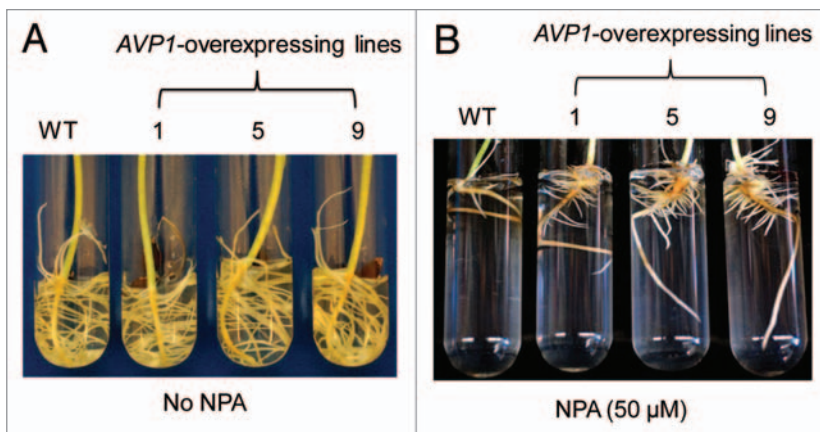 A
AVP1-overexpressing lines
WT 1 5 9
No NPA
B
AVP1-overexpressing lines
WT 1 5 9
NPA (50 μM)